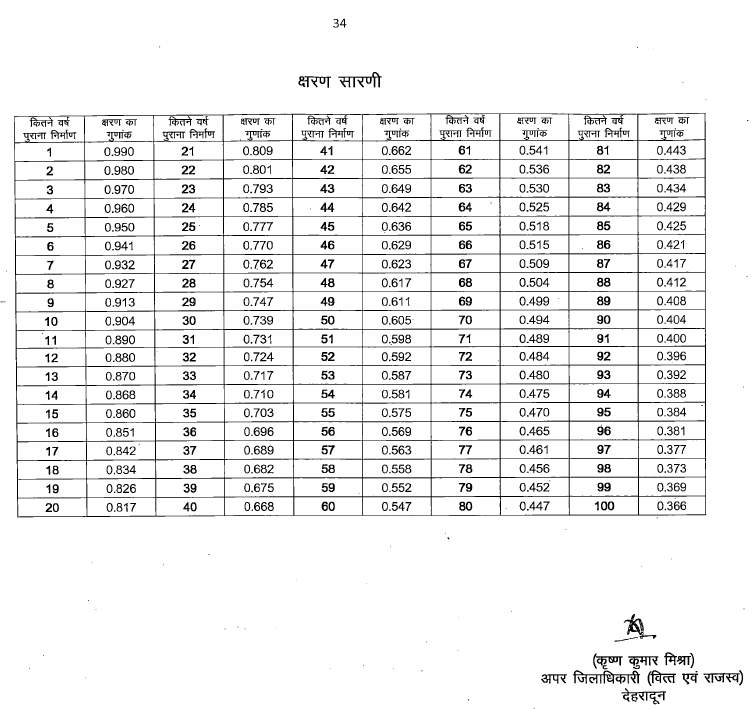 34
क्षरण सारणी
कितने वर्ष पुराना निर्माण क्षरण का गुणांक कितने वर्ष पुराना निर्माण क्षरण का गुणांक कितने वर्ष पुराना निर्माण क्षरण का गुणांक कितने वर्ष पुराना निर्माण क्षरण का गुणांक कितने वर्ष पुराना निर्माण क्षरण का गुणांक
1 0.990 21 0.809 41 0.662 61 0.541 81 0.443
2 0.980 22 0.801 42 0.655 62 0.536 82 0.438
3 0.970 23 0.793 43 0.649 63 0.530 83 0.434
4 0.960 24 0.785 44 0.642 64 0.525 84 0.429
5 0.950 25 0.777 45 0.636 65 0.518 85 0.425
6 0.941 26 0.770 46 0.629 66 0.515 86 0.421
7 0.932 27 0.762 47 0.623 67 0.509 87 0.417
8 0.927 28 0.754 48 0.617 68 0.504 88 0.412
9 0.913 29 0.747 49 0.611 69 0.499 89 0.408
10 0.904 30 0.739 50 0.605 70 0.494 90 0.404
11 0.890 31 0.731 51 0.598 71 0.489 91 0.400
12 0.880 32 0.724 52 0.592 72 0.484 92 0.396
13 0.870 33 0.717 53 0.587 73 0.480 93 0.392
14 0.868 34 0.710 54 0.581 74 0.475 94 0.388
15 0.860 35 0.703 55 0.575 75 0.470 95 0.384
16 0.851 36 0.696 56 0.569 76 0.465 96 0.381
17 0.842 37 0.689 57 0.563 77 0.461 97 0.377
18 0.834 38 0.682 58 0.558 78 0.456 98 0.373
19 0.826 39 0.675 59 0.552 79 0.452 99 0.369
20 0.817 40 0.668 60 0.547 80 0.447 100 0.366
(कृष्ण कुमार मिश्रा)
अपर जिलाधिकारी (वित्त एवं राजस्व)
देहरादून